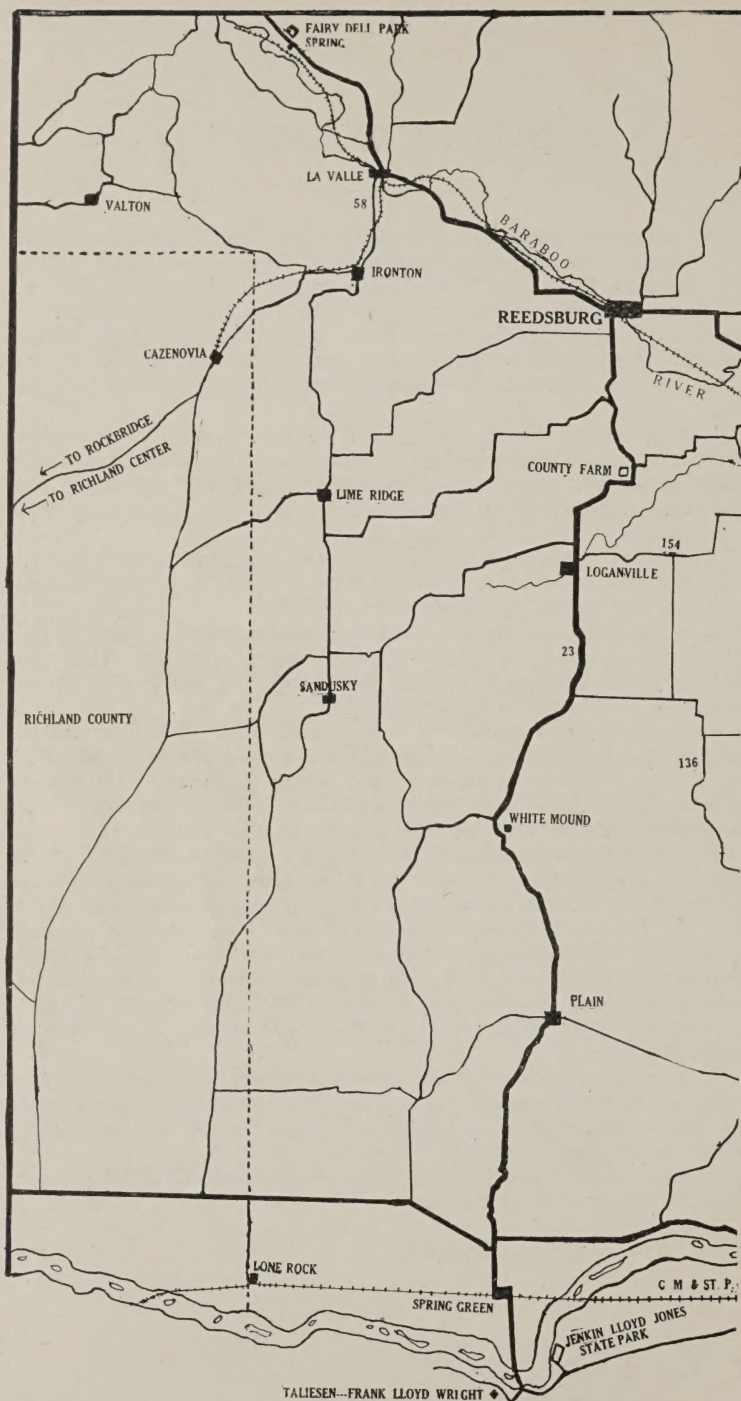 FAIRY DELL PARK
SPRING
LA VALLE
58
VALTON
BARABOO
IRONTON
REEDSBURG
CAZENOVIA
RIVER
← TO ROCKBRIDGE
← TO RICHLAND CENTER
COUNTY FARM
LIME RIDGE
154
LOGANVILLE
23
SANDUSKY
RICHLAND COUNTY
136
WHITE MOUND
PLAIN
LONE ROCK
C M & ST. P.
SPRING GREEN
JENKIN LLOYD JONES
STATE PARK
TALIESEN---FRANK LLOYD WRIGHT